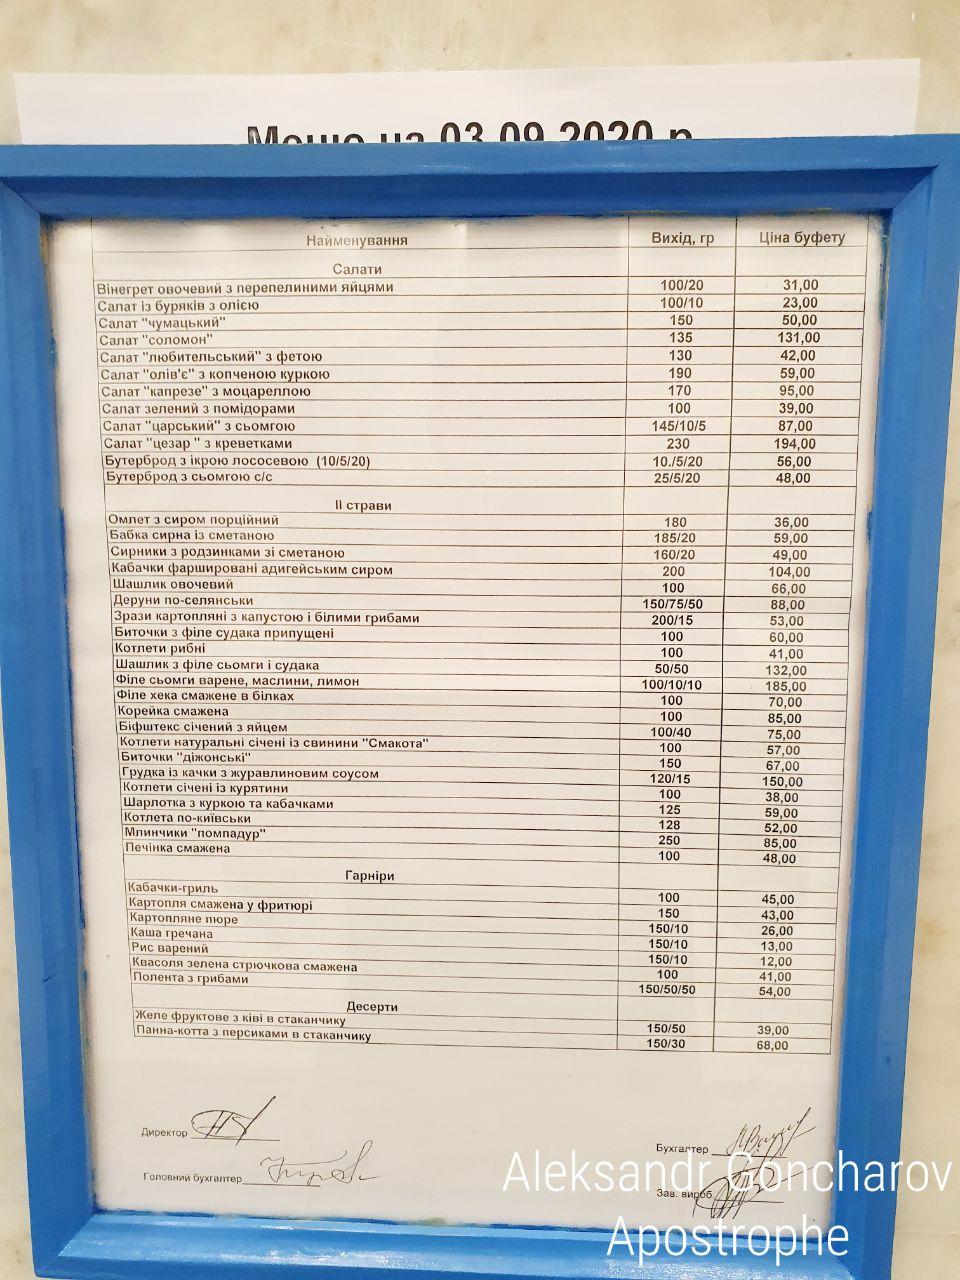 Меню на 03.09.2020 р.
Найменування Вихід, гр Ціна буфету
Салати
Вінегрет овочевий з перепелиними яйцями 100/20 31,00
Салат із буряків з олією 100/10 23,00
Салат "чумацький" 150 50,00
Салат "соломон" 135 131,00
Салат "любительський" з фетою 130 42,00
Салат "олів'є" з копченою куркою 190 59,00
Салат "капрезе" з моцареллою 170 95,00
Салат зелений з помідорами 100 39,00
Салат "царський" з сьомгою 145/10/5 87,00
Салат "цезар " з креветками 230 194,00
Бутерброд з ікрою лососевою (10/5/20) 10./5/20 56,00
Бутерброд з сьомгою с/с 25/5/20 48,00
ІІ страви
Омлет з сиром порційний 180 36,00
Бабка сирна із сметаною 185/20 59,00
Сирники з родзинками зі сметаною 160/20 49,00
Кабачки фаршировані адигейським сиром 200 104,00
Шашлик овочевий 100 66,00
Деруни по-селянськи 150/75/50 88,00
Зрази картопляні з капустою і білими грибами 200/15 53,00
Биточки з філе судака припущені 100 60,00
Котлети рибні 100 41,00
Шашлик з філе сьомги і судака 50/50 132,00
Філе сьомги варене, маслини, лимон 100/10/10 185,00
Філе хека смажене в білках 100 70,00
Корейка смажена 100 85,00
Біфштекс січений з яйцем 100/40 75,00
Котлети натуральні січені із свинини "Смакота" 100 57,00
Биточки "діжонські" 150 67,00
Грудка із качки з журавлиновим соусом 120/15 150,00
Котлети січені із курятини 100 38,00
Шарлотка з куркою та кабачками 125 59,00
Котлета по-київськи 128 52,00
Млинчики "помпадур" 250 85,00
Печінка смажена 100 48,00
Гарніри
Кабачки-гриль 100 45,00
Картопля смажена у фритюрі 150 43,00
Картопляне пюре 150/10 26,00
Каша гречана 150/10 13,00
Рис варений 150/10 12,00
Квасоля зелена стрючкова смажена 100 41,00
Полента з грибами 150/50/50 54,00
Десерти
Желе фруктове з ківі в стаканчику 150/50 39,00
Панна-котта з персиками в стаканчику 150/30 68,00
Директор
Бухгалтер
Головний бухгалтер
Зав. вироб.
Aleksandr Goncharov
Apostrophe